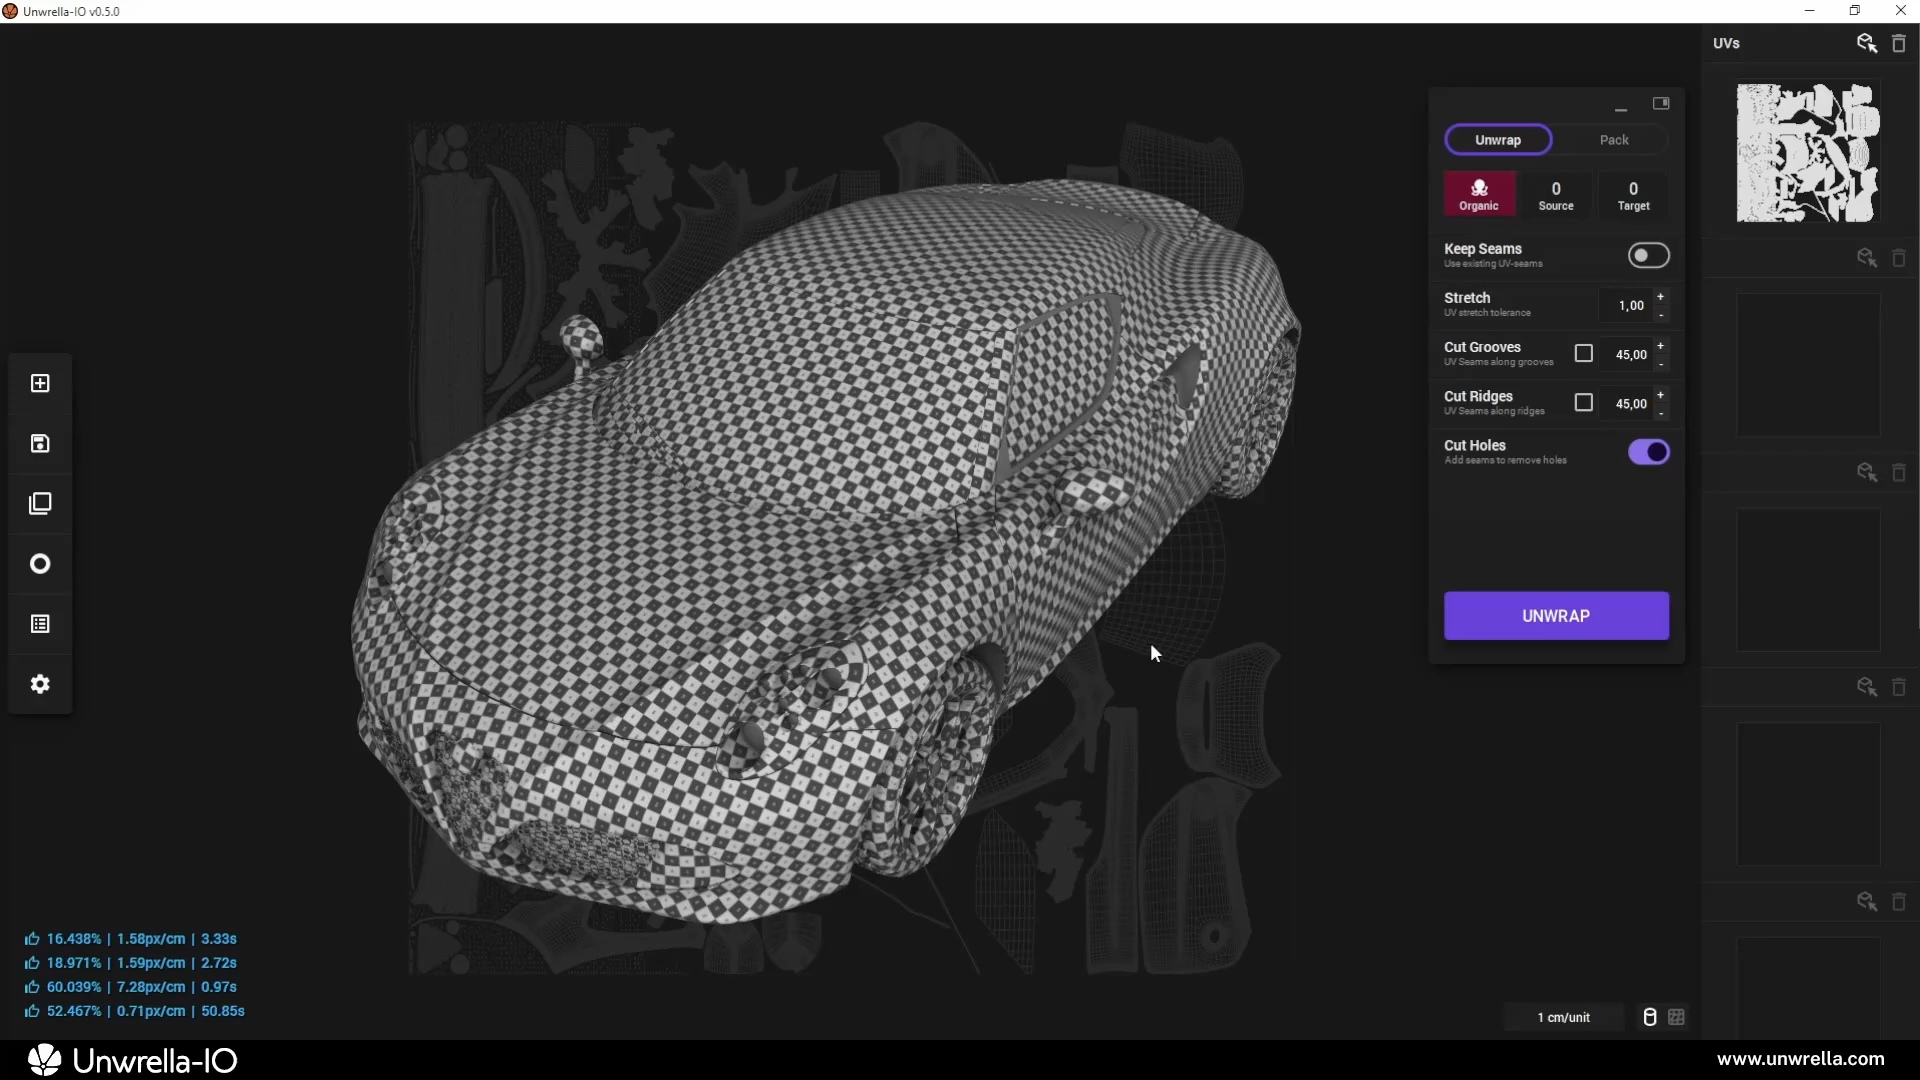 Unwrella-IO v0.5.0
UVs
Unwrap
Pack
Organic
0
Source
0
Target
Keep Seams
Use existing UV-seams
Stretch
UV stretch tolerance
1,00
+
-
Cut Grooves
UV Seams along grooves
45,00
+
-
Cut Ridges
UV Seams along ridges
45,00
+
-
Cut Holes
Add seams to remove holes
UNWRAP
16.438% | 1.58px/cm | 3.33s
18.971% | 1.59px/cm | 2.72s
60.039% | 7.28px/cm | 0.97s
52.467% | 0.71px/cm | 50.85s
1 cm/unit
Unwrella-IO
www.unwrella.com